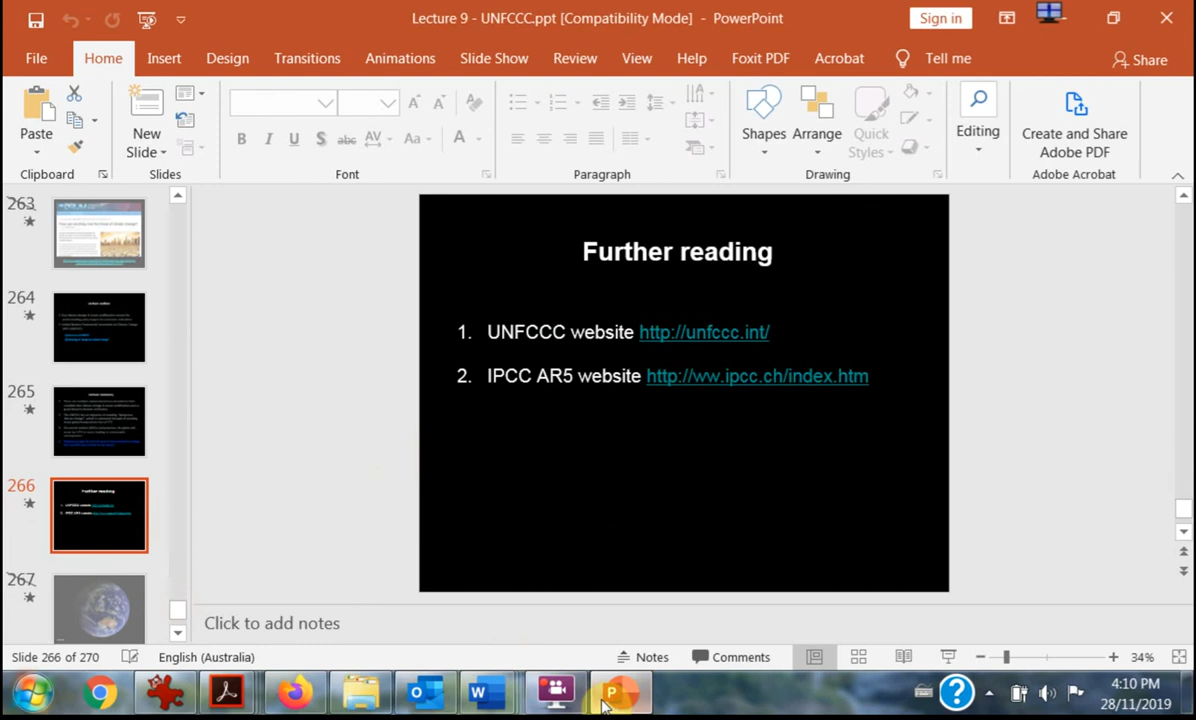 Lecture 9 - UNFCCC.ppt [Compatibility Mode] - PowerPoint
Sign in
File Home Insert Design Transitions Animations Slide Show Review View Help Foxit PDF Acrobat Tell me Share
Paste
New Slide
Shapes Arrange Quick Styles
Editing
Create and Share Adobe PDF
Clipboard Slides Font Paragraph Drawing Adobe Acrobat
263
264
265
266
Further reading
267
Further reading
1. UNFCCC website http://unfccc.int/
2. IPCC AR5 website http://ww.ipcc.ch/index.htm
Click to add notes
Slide 266 of 270 English (Australia) Notes Comments 34%
4:10 PM
28/11/2019